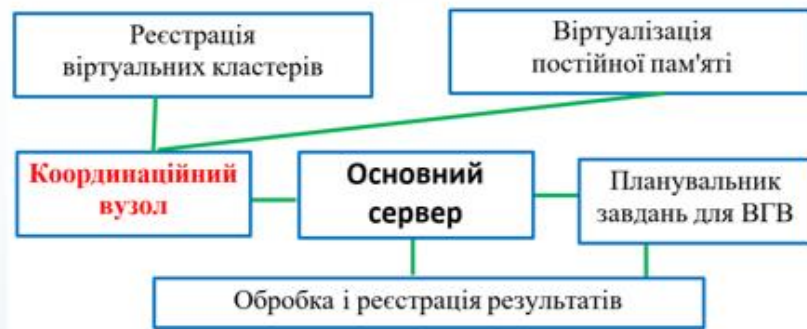 Реєстрація
віртуальних кластерів
Віртуалізація
постійної пам'яті
Координаційний
вузол
Основний
сервер
Планувальник
завдань для ВГВ
Обробка і реєстрація результатів